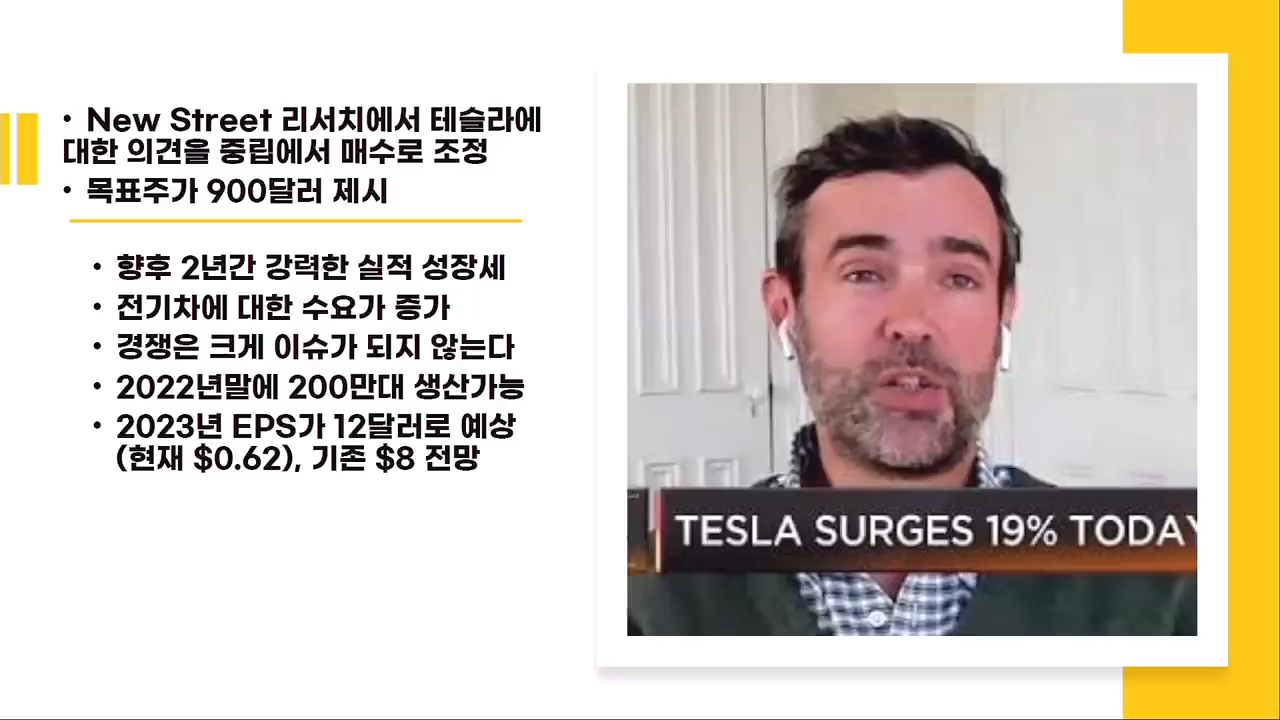 • New Street 리서치에서 테슬라에
대한 의견을 중립에서 매수로 조정
• 목표주가 900달러 제시
• 향후 2년간 강력한 실적 성장세
• 전기차에 대한 수요가 증가
• 경쟁은 크게 이슈가 되지 않는다
• 2022년말에 200만대 생산가능
• 2023년 EPS가 12달러로 예상
(현재 $0.62), 기존 $8 전망
TESLA SURGES 19% TODAY